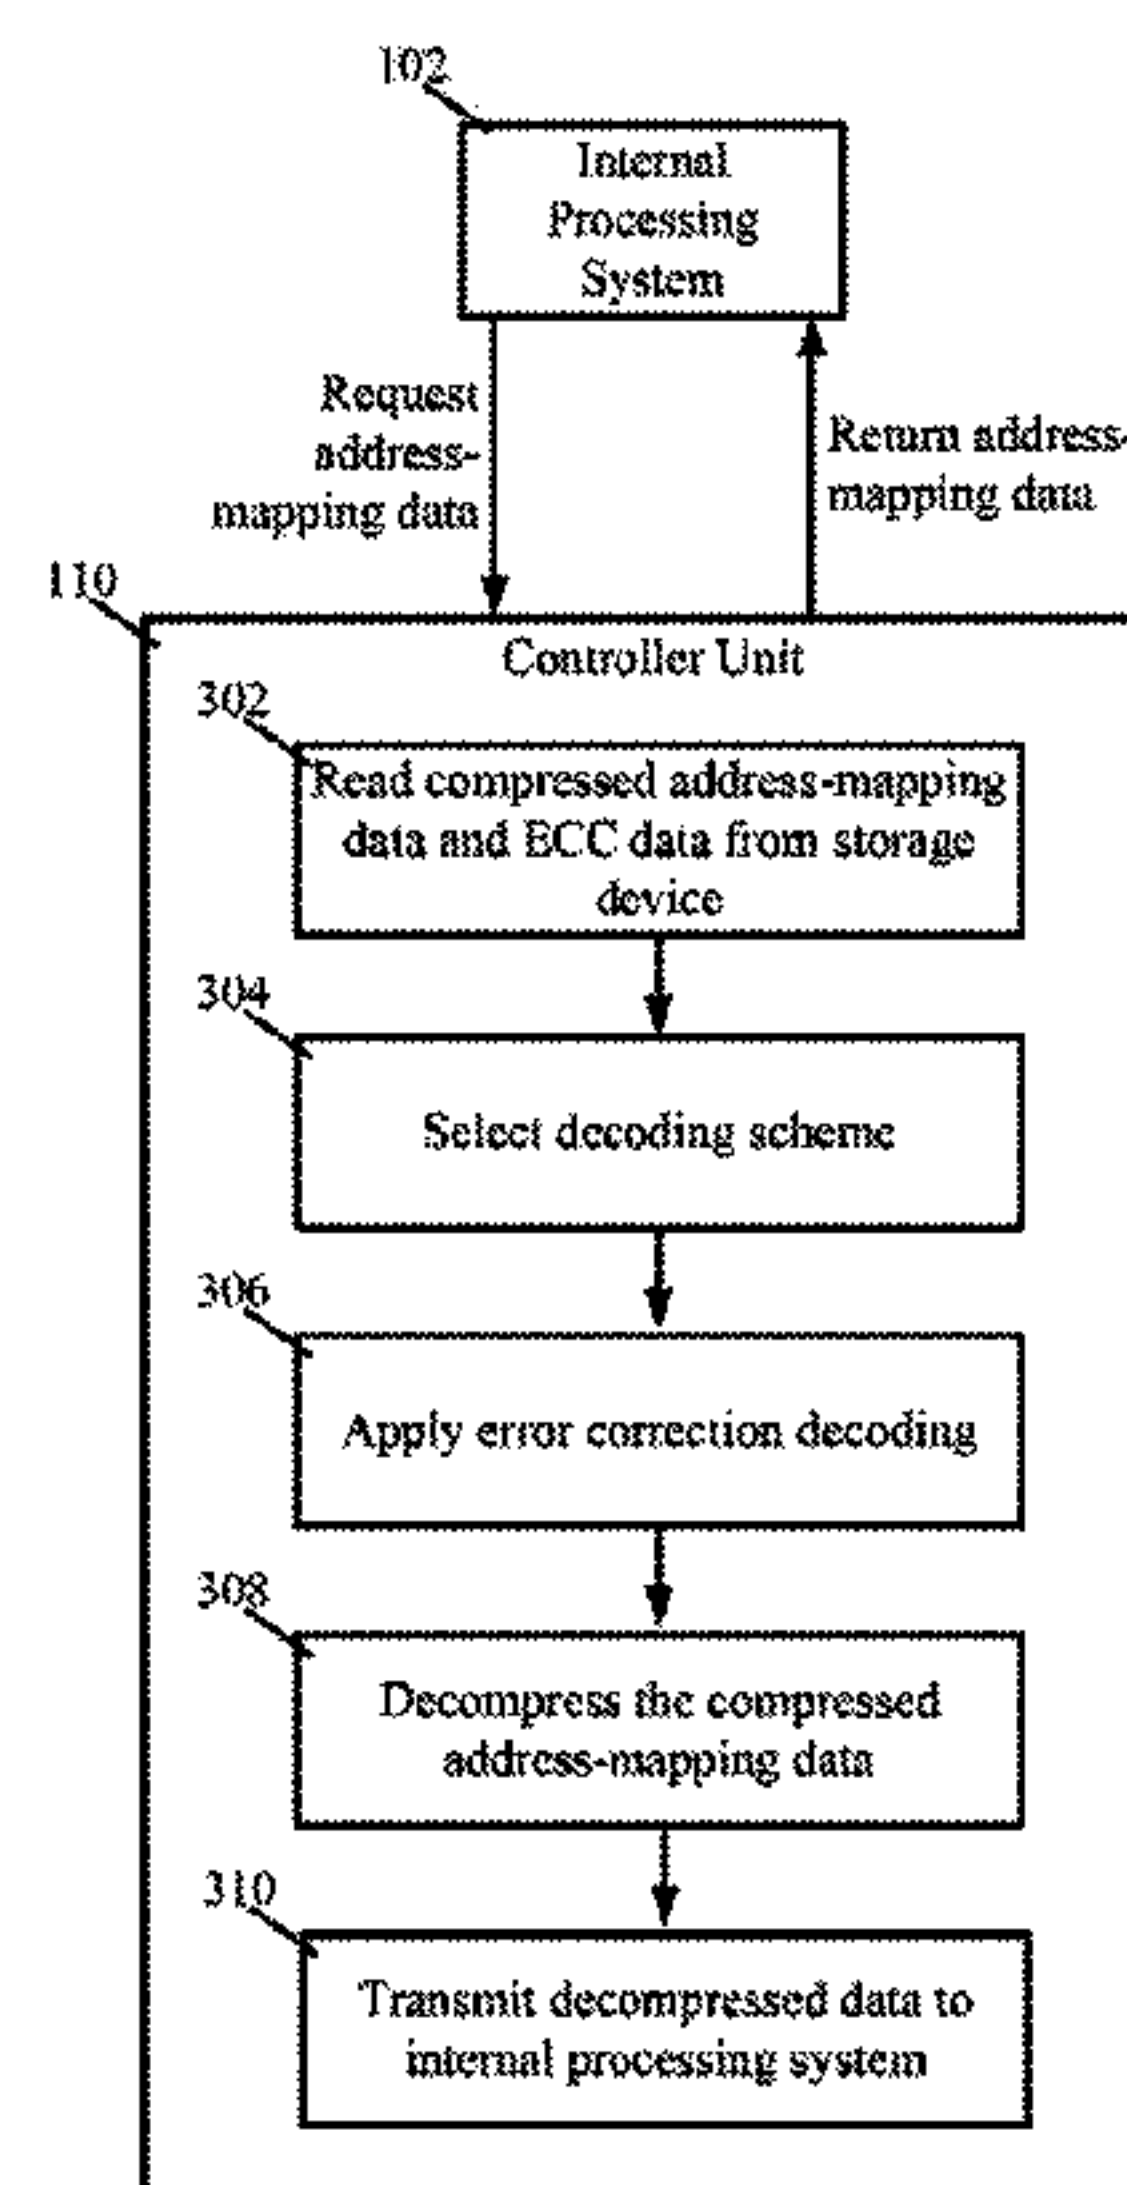 102
Internal
Processing
System
Request
address-
mapping data
Return address-
mapping data
110
Controller Unit
302
Read compressed address-mapping
data and ECC data from storage
device
304
Select decoding scheme
306
Apply error correction decoding
308
Decompress the compressed
address-mapping data
310
Transmit decompressed data to
internal processing system